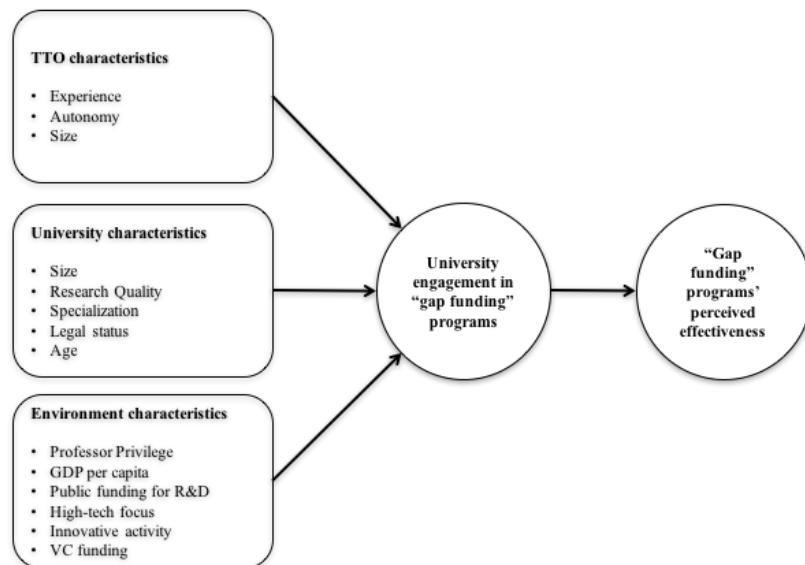 TTO characteristics
• Experience
• Autonomy
• Size
University characteristics
• Size
• Research Quality
• Specialization
• Legal status
• Age
Environment characteristics
• Professor Privilege
• GDP per capita
• Public funding for R&D
• High-tech focus
• Innovative activity
• VC funding
University
engagement in
“gap funding”
programs
“Gap
funding”
programs’
perceived
effectiveness